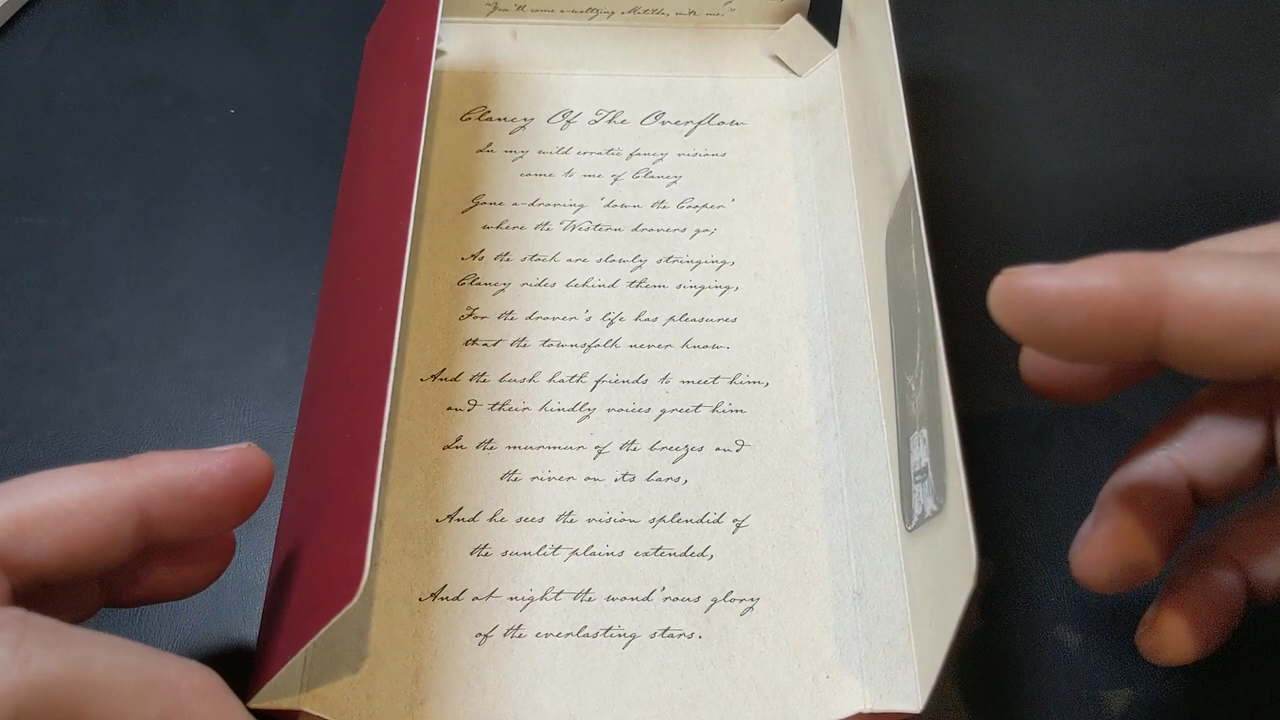 "You'll come a-waltzing Matilda, with me."
Clancy Of The Overflow
In my wild erratic fancy visions
come to me of Clancy
Gone a-droving 'down the Cooper'
where the Western drovers go;
As the stock are slowly stringing,
Clancy rides behind them singing,
For the drover's life has pleasures
that the townsfolk never know.
And the bush hath friends to meet him,
and their kindly voices greet him
In the murmur of the breezes and
the river on its bars,
And he sees the vision splendid of
the sunlit plains extended,
And at night the wond'rous glory
of the everlasting stars.